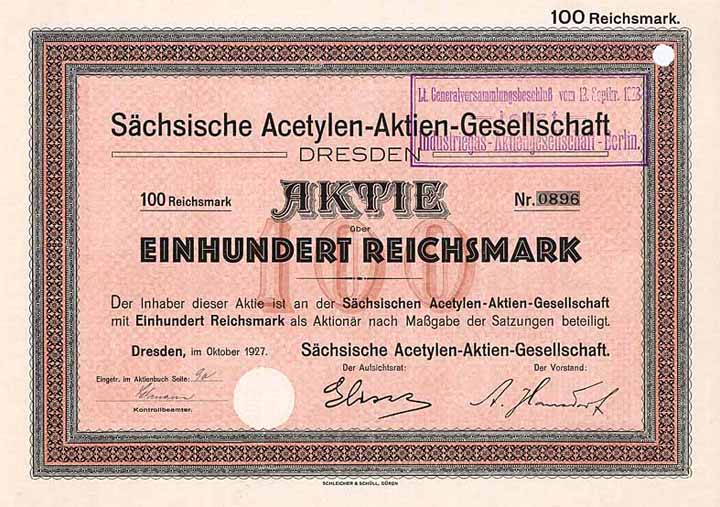 100 Reichsmark.
Lt. Generalversammlungsbeschluß vom 13. Septbr. 1928
jetzt
Industriegas-Aktiengesellschaft-Berlin.
Sächsische Acetylen-Aktien-Gesellschaft
DRESDEN
100 Reichsmark
AKTIE
Nr. 0896
über
EINHUNDERT REICHSMARK
100
Der Inhaber dieser Aktie ist an der Sächsischen Acetylen-Aktien-Gesellschaft
mit Einhundert Reichsmark als Aktionär nach Maßgabe der Satzungen beteiligt.
Dresden, im Oktober 1927.
Sächsische Acetylen-Aktien-Gesellschaft.
Der Aufsichtsrat:
Der Vorstand:
Eingetr. im Aktienbuch Seite:
Kontrollbeamter.
SCHLEICHER & SCHÜLL, DÜREN